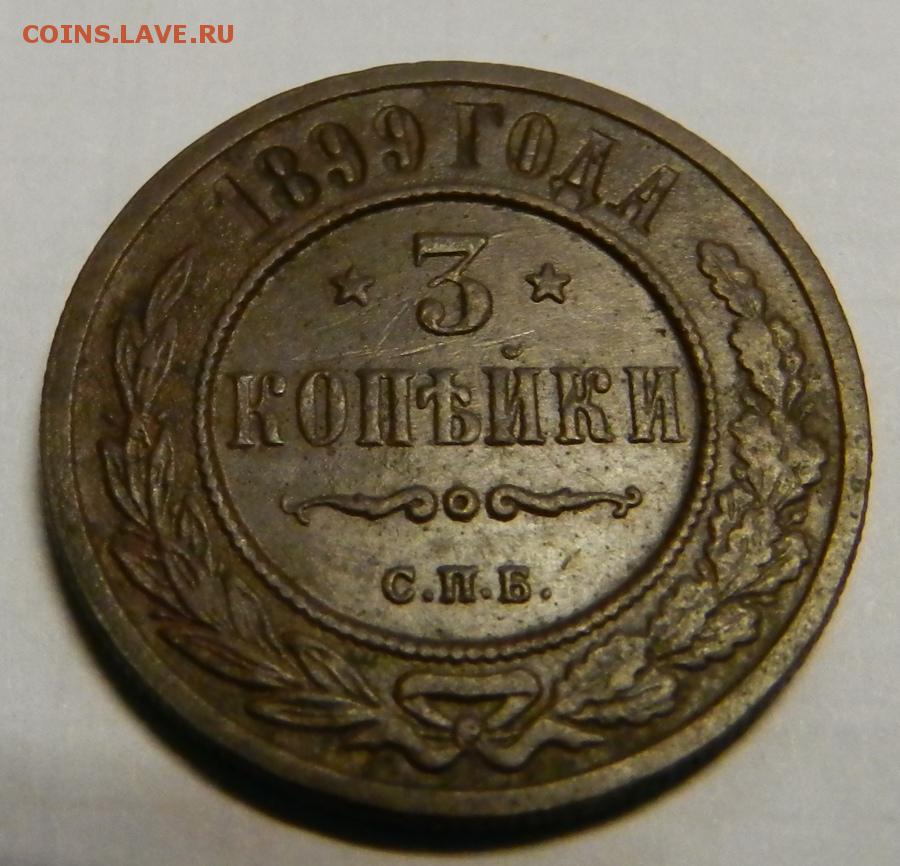 COINS.LAVE.RU
1899 ГОДА
3
КОПѢЙКИ
С.П.Б.